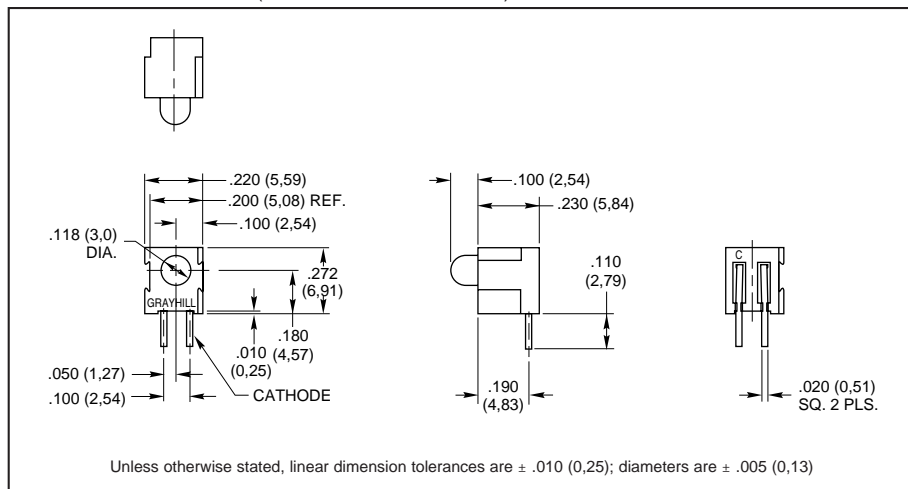 .220 (5,59)
.200 (5,08) REF.
.100 (2,54)
.118 (3,0)
DIA.
.272
(6,91)
GRAYHILL
.180
(4,57)
.010
(0,25)
.050 (1,27)
.100 (2,54)
CATHODE
.100 (2,54)
.230 (5,84)
.110
(2,79)
.190
(4,83)
C
.020 (0,51)
SQ. 2 PLS.
Unless otherwise stated, linear dimension tolerances are ± .010 (0,25); diameters are ± .005 (0,13)